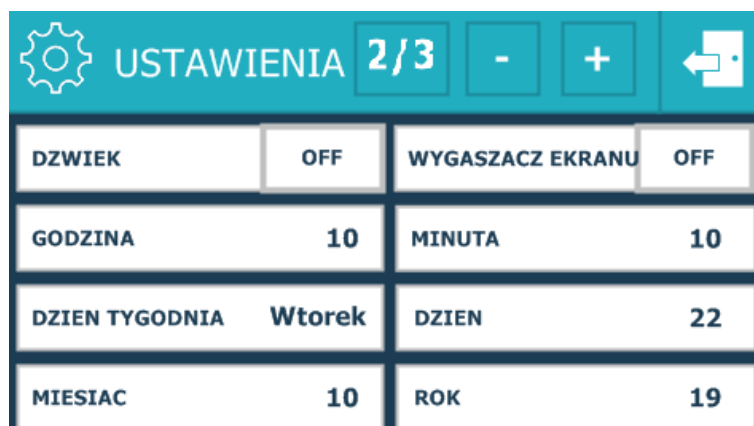 USTAWIENIA 2/3 - +
DZWIEK OFF WYGASZACZ EKRANU OFF
GODZINA 10 MINUTA 10
DZIEN TYGODNIA Wtorek DZIEN 22
MIESIAC 10 ROK 19